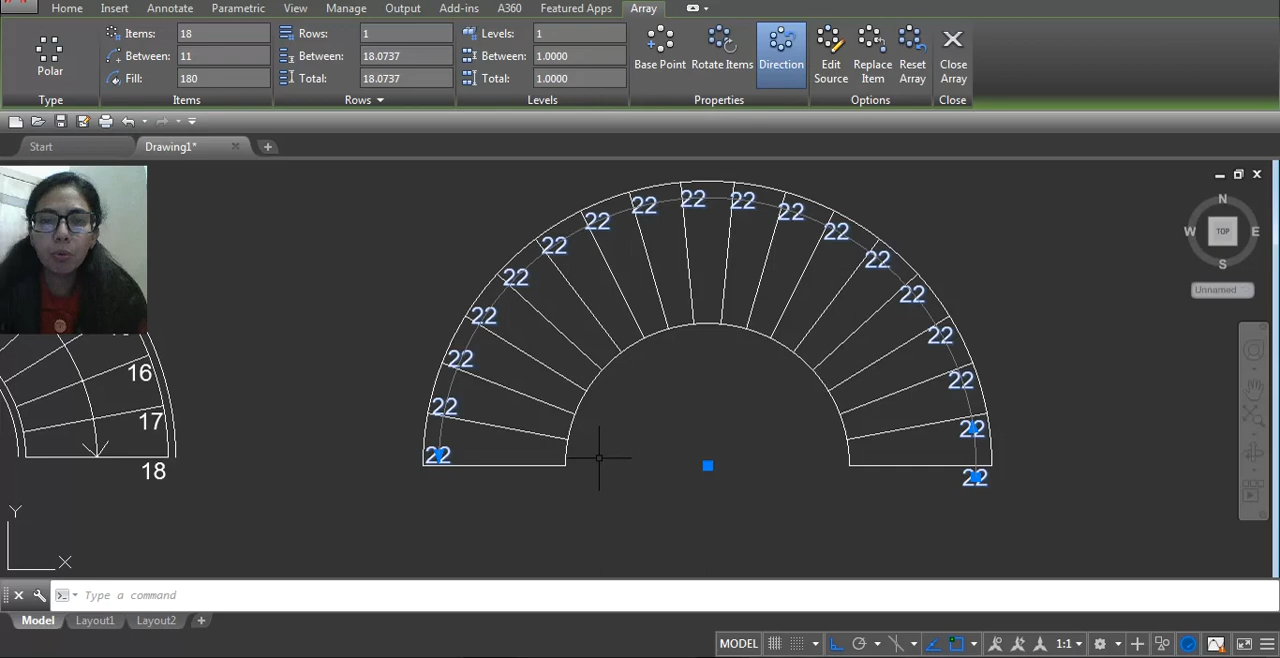 Home Insert Annotate Parametric View Manage Output Add-ins A360 Featured Apps Array
Items: 18 Rows: 1 Levels: 1
Between: 11 Between: 18.0737 Between: 1.0000
Fill: 180 Total: 18.0737 Total: 1.0000
Polar
Base Point Rotate Items Direction Edit Source Replace Item Reset Array Close Array
Type Items Rows Levels Properties Options Close
Start Drawing1*
22 22 22 22 22 22 22 22 22 22 22 22 22 22 22 22 22 22
16
17
18
N
W TOP E
S
Unnamed
Y
X
Type a command
Model Layout1 Layout2
MODEL 1:1